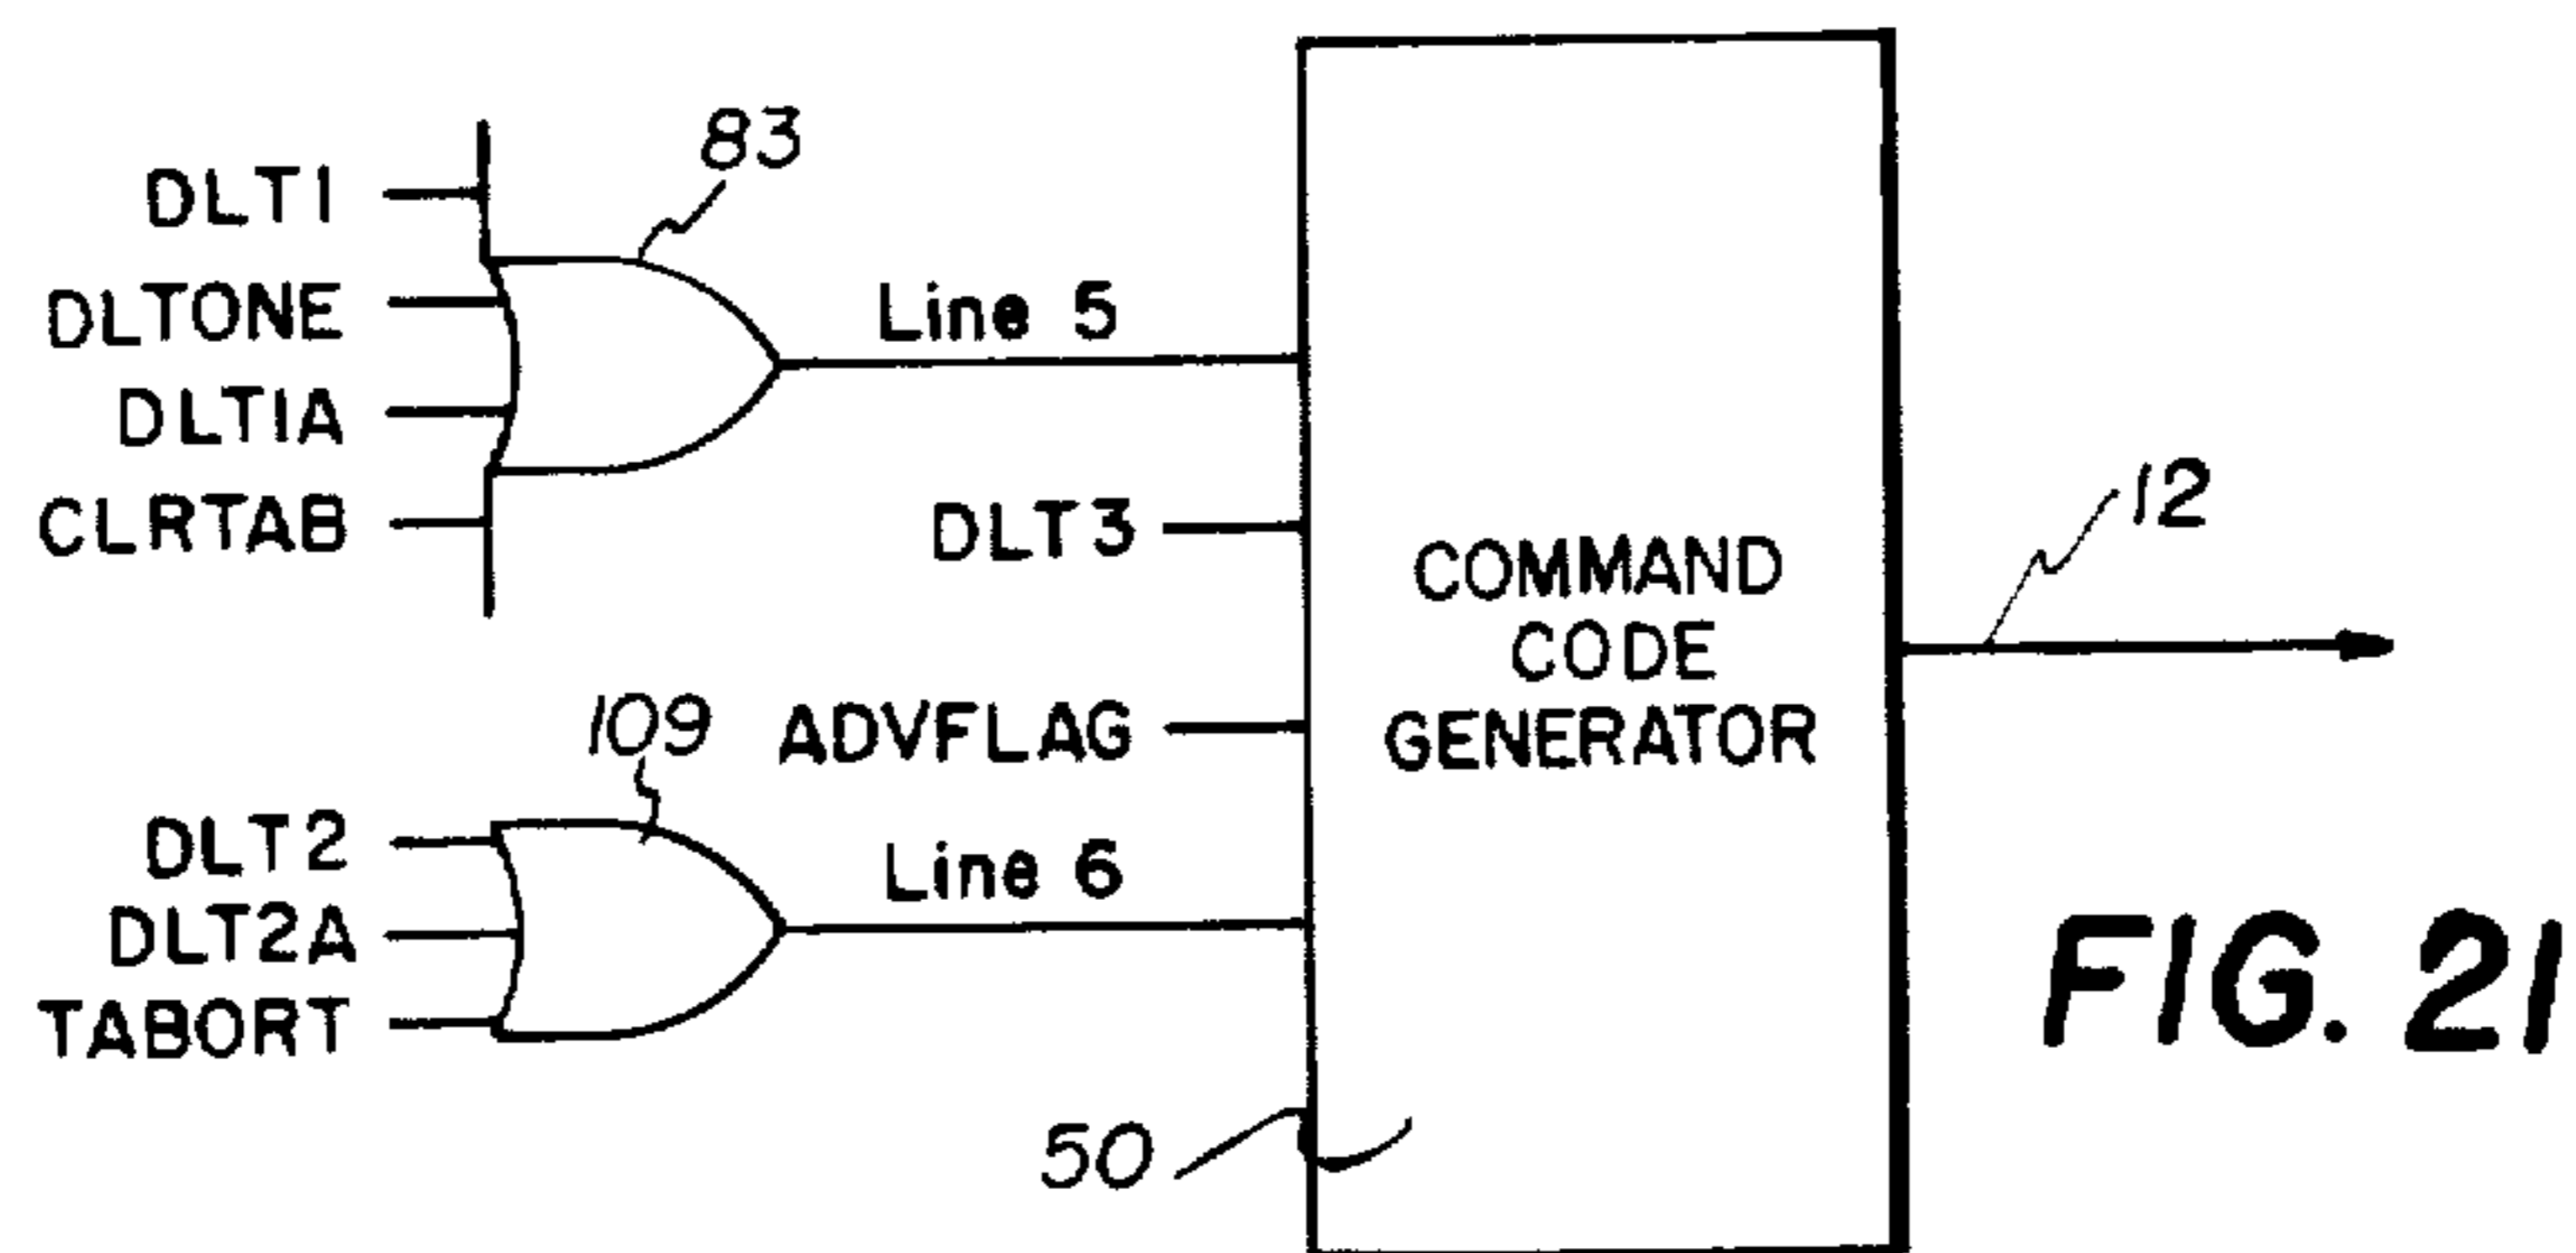 83
DLT1
DLTONE
DLT1A
CLRTAB
Line 5
DLT3
ADVFLAG
109
DLT2
DLT2A
TABORT
Line 6
COMMAND
CODE
GENERATOR
12
50
FIG. 21